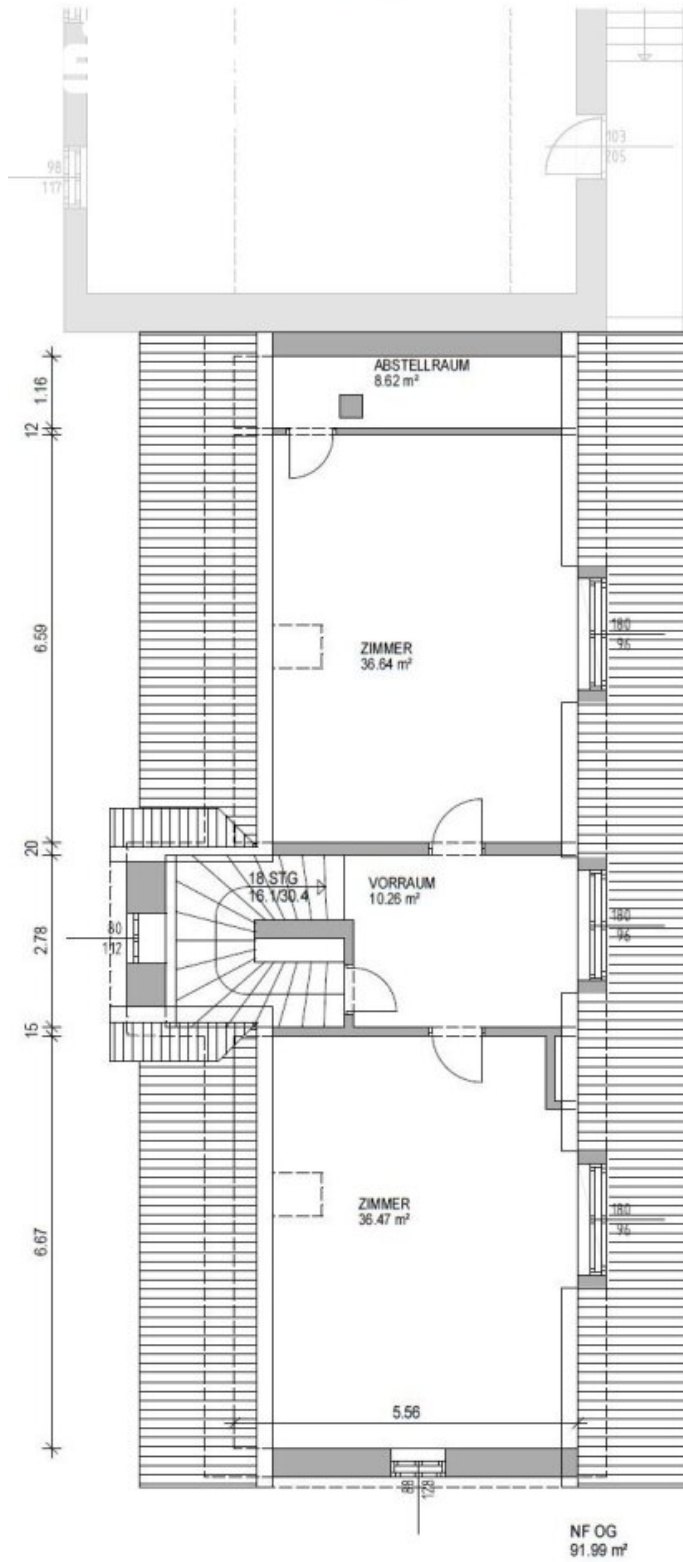 98
117
103
205
ABSTELLRAUM
8.62 m²
1.16
12
6.59
ZIMMER
36.64 m²
180
96
20
18 STG
16.1/30.4
VORRAUM
10.26 m²
80
112
180
96
2.78
15
ZIMMER
36.47 m²
180
96
6.67
5.56
88
128
NF OG
91.99 m²